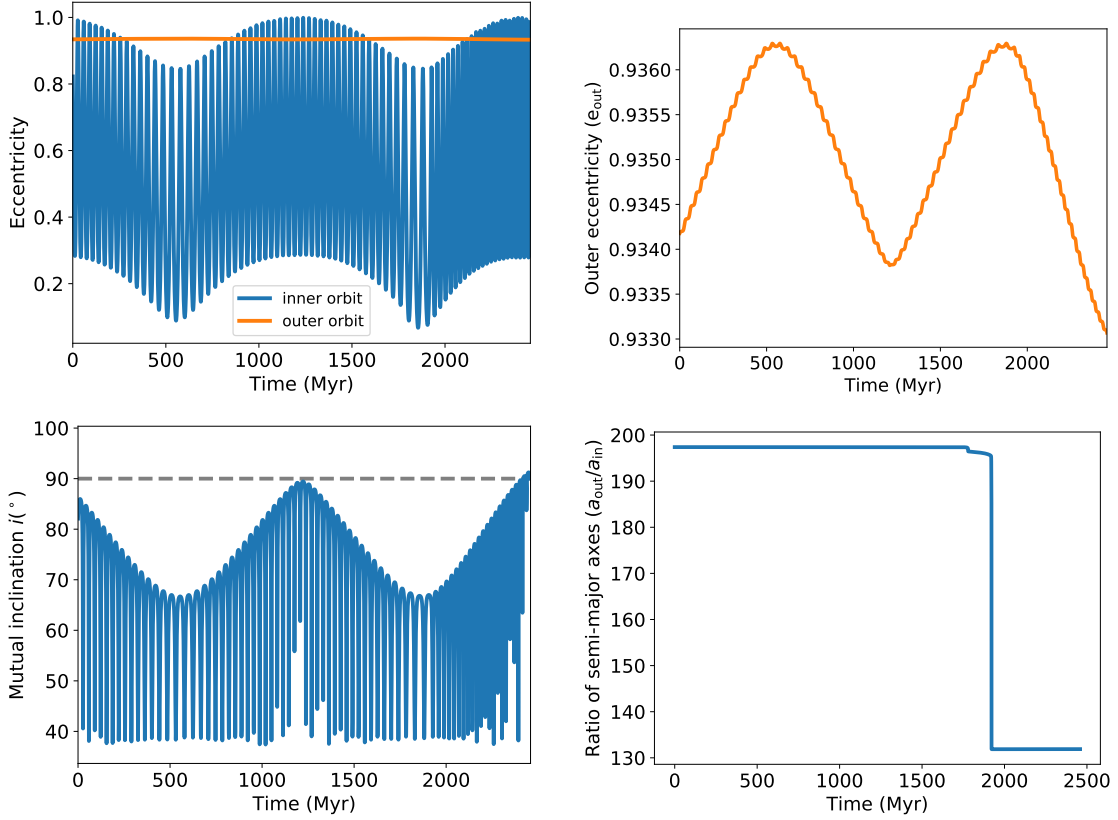 1.0
0.8
0.6
0.4
0.2
Eccentricity
inner orbit
outer orbit
0 500 1000 1500 2000
Time (Myr)
0.9360
0.9355
0.9350
0.9345
0.9340
0.9335
0.9330
Outer eccentricity (e_out)
0 500 1000 1500 2000
Time (Myr)
100
90
80
70
60
50
40
Mutual inclination i(°)
0 500 1000 1500 2000
Time (Myr)
200
190
180
170
160
150
140
130
Ratio of semi-major axes (a_out/a_in)
0 500 1000 1500 2000 2500
Time (Myr)